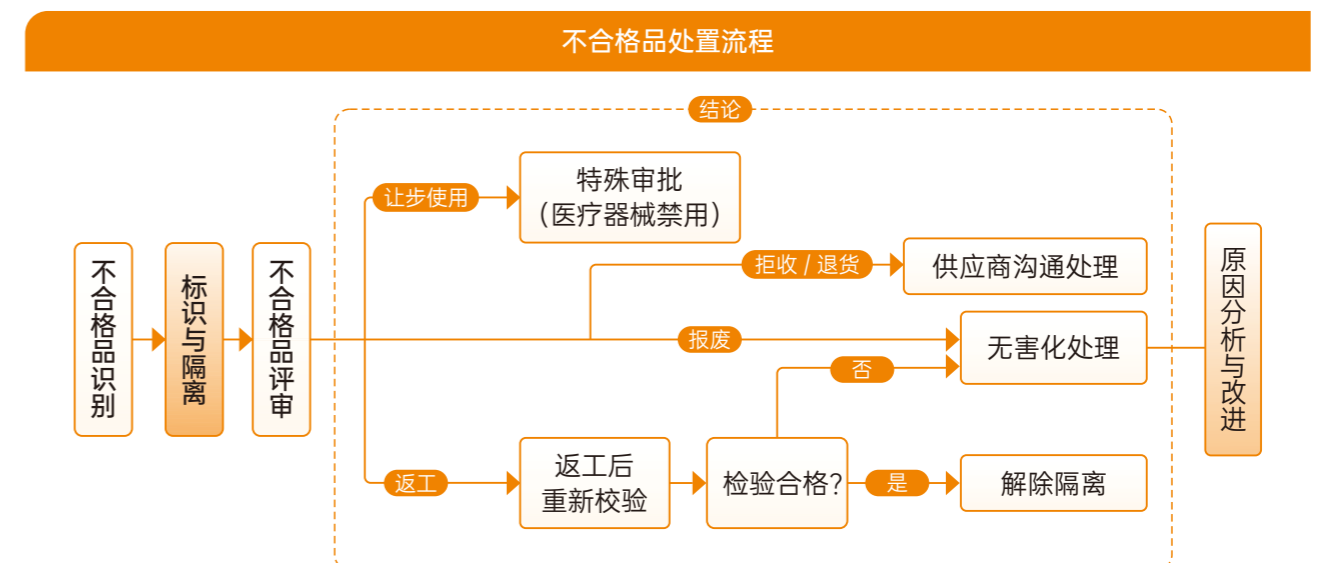 不合格品处置流程
结论
不合格品识别
标识与隔离
不合格品评审
让步使用
特殊审批
（医疗器械禁用）
拒收 / 退货
供应商沟通处理
报废
无害化处理
否
返工
返工后
重新校验
检验合格?
是
解除隔离
原因分析与改进